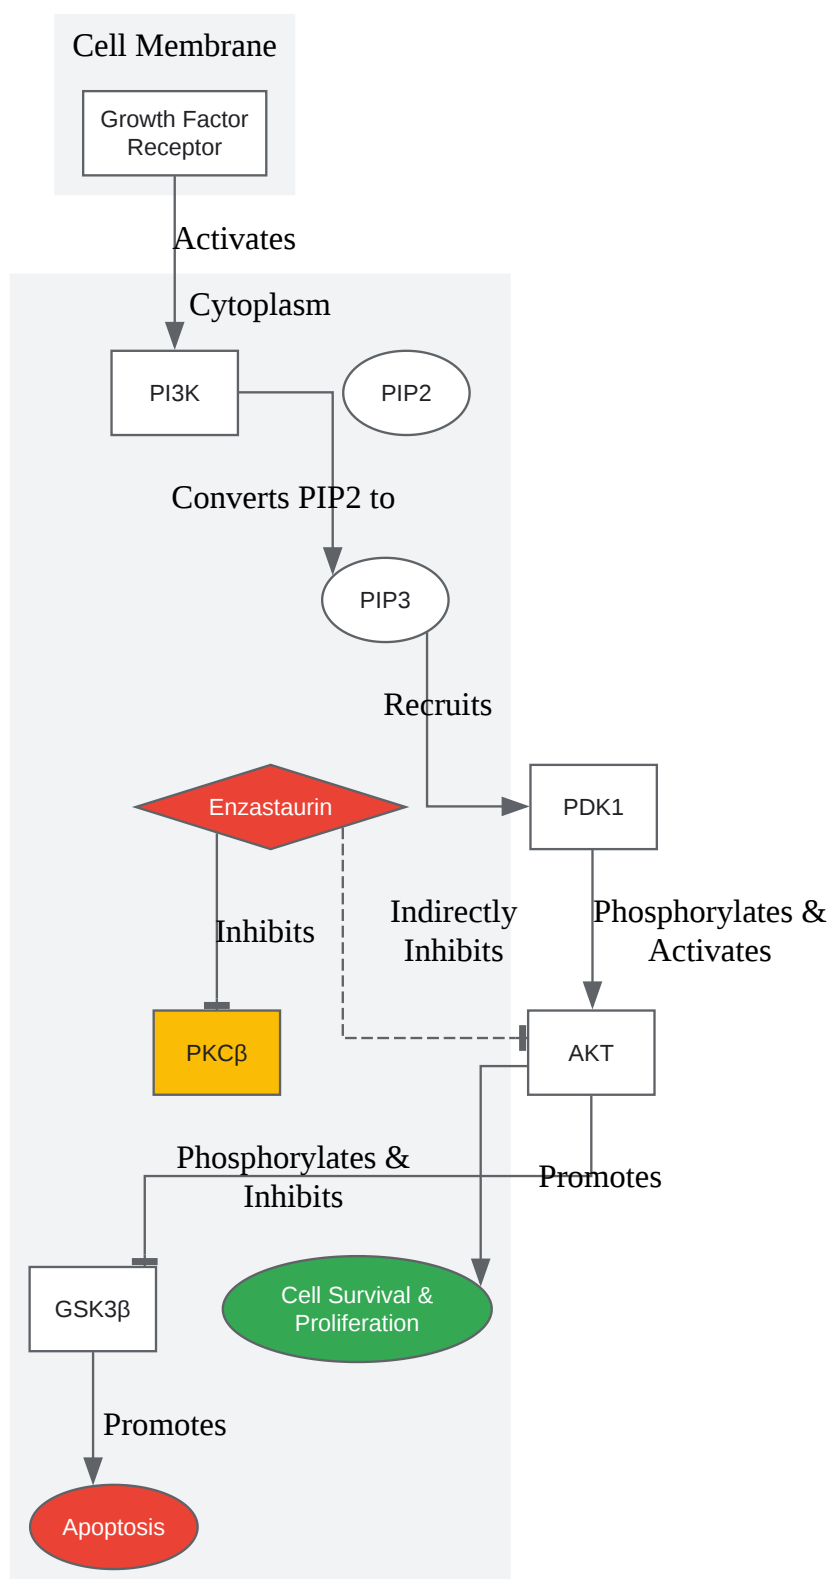 Cell Membrane
Growth Factor
Receptor
Activates
Cytoplasm
PI3K
PIP2
Converts PIP2 to
PIP3
Recruits
Enzastaurin
PDK1
Inhibits
Indirectly
Inhibits
Phosphorylates &
Activates
PKCβ
AKT
Phosphorylates &
Inhibits
Promotes
GSK3β
Cell Survival &
Proliferation
Promotes
Apoptosis